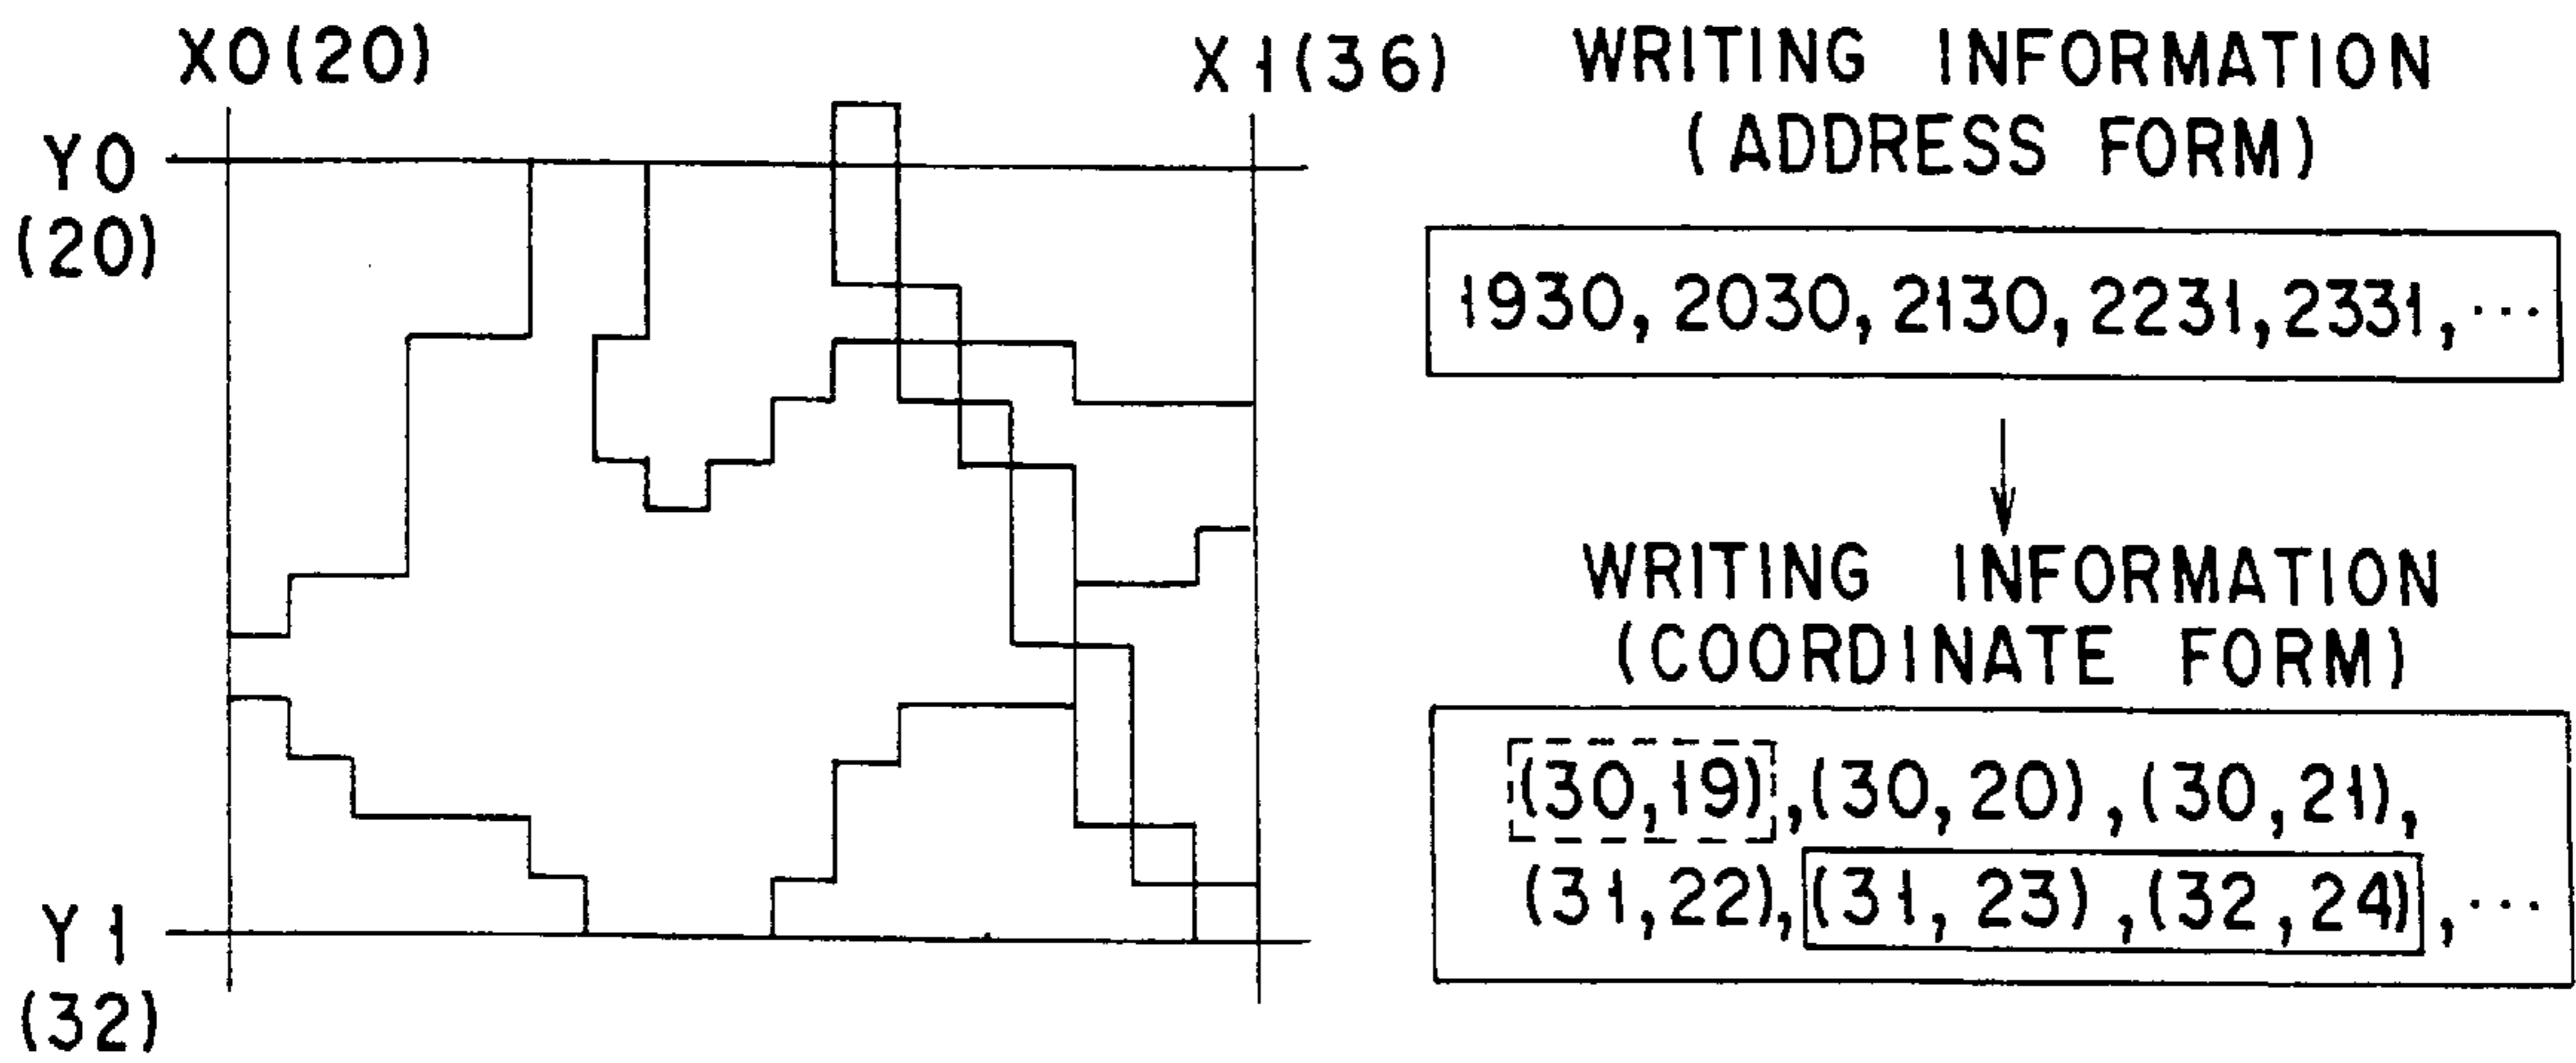 X0(20)
X1(36)
Y0
(20)
Y1
(32)
WRITING INFORMATION
(ADDRESS FORM)
1930, 2030, 2130, 2231, 2331, ···
WRITING INFORMATION
(COORDINATE FORM)
(30,19), (30,20), (30,21),
(31,22), (31,23), (32,24), ···